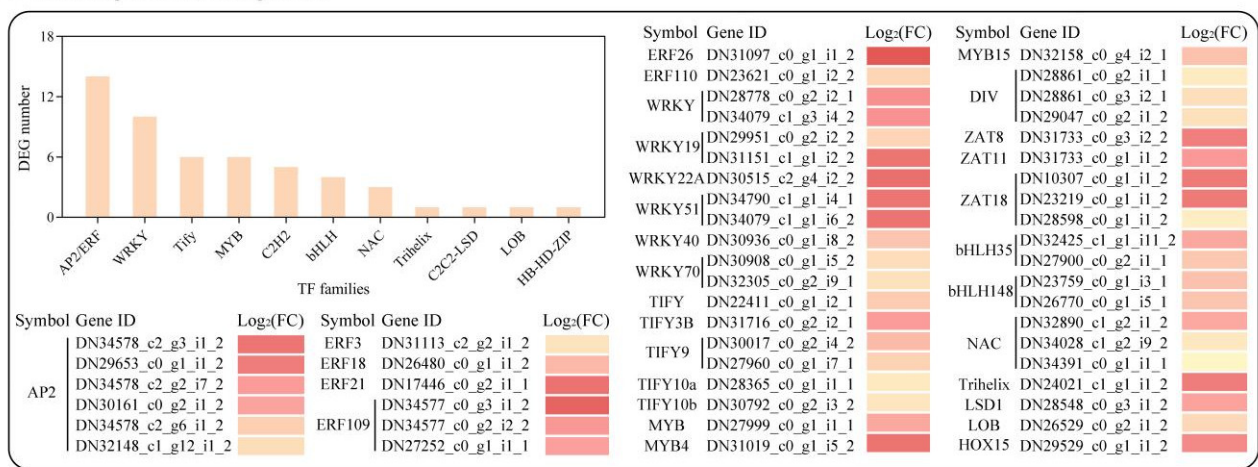 18
12
6
0
DEG number
AP2/ERF WRKY Tify MYB C2H2 bHLH NAC Trihelix C2C2-LSD LOB HB-HD-ZIP
TF families
Symbol Gene ID Log₂(FC)
AP2
DN34578_c2_g3_i1_2
DN29653_c0_g1_i1_2
DN34578_c2_g2_i7_2
DN30161_c0_g2_i1_2
DN34578_c2_g6_i1_2
DN32148_c1_g12_i1_2
Symbol Gene ID Log₂(FC)
ERF3 DN31113_c2_g2_i1_2
ERF18 DN26480_c0_g1_i1_2
ERF21 DN17446_c0_g2_i1_1
ERF109
DN34577_c0_g3_i1_2
DN34577_c0_g2_i2_2
DN27252_c0_g1_i1_1
Symbol Gene ID Log₂(FC)
ERF26 DN31097_c0_g1_i1_2
ERF110 DN23621_c0_g1_i2_2
WRKY
DN28778_c0_g2_i2_1
DN34079_c1_g3_i4_2
WRKY19
DN29951_c0_g2_i2_2
DN31151_c1_g1_i2_2
WRKY22A DN30515_c2_g4_i2_2
WRKY51
DN34790_c1_g1_i4_1
DN34079_c1_g1_i6_2
WRKY40 DN30936_c0_g1_i8_2
WRKY70
DN30908_c0_g1_i5_2
DN32305_c0_g2_i9_1
TIFY DN22411_c0_g1_i2_1
TIFY3B DN31716_c0_g2_i2_1
TIFY9
DN30017_c0_g2_i4_2
DN27960_c0_g1_i7_1
TIFY10a DN28365_c0_g1_i1_1
TIFY10b DN30792_c0_g2_i3_2
MYB DN27999_c0_g1_i1_1
MYB4 DN31019_c0_g1_i5_2
Symbol Gene ID Log₂(FC)
MYB15 DN32158_c0_g4_i2_1
DIV
DN28861_c0_g2_i1_1
DN28861_c0_g3_i2_1
DN29047_c0_g2_i1_2
ZAT8 DN31733_c0_g3_i2_2
ZAT11 DN31733_c0_g1_i1_2
ZAT18
DN10307_c0_g1_i1_2
DN23219_c0_g1_i1_2
DN28598_c0_g1_i1_2
bHLH35
DN32425_c1_g1_i11_2
DN27900_c0_g2_i1_1
bHLH148
DN23759_c0_g1_i3_1
DN26770_c0_g1_i5_1
NAC
DN32890_c1_g2_i1_2
DN34028_c1_g2_i9_2
DN34391_c0_g1_i1_1
Trihelix DN24021_c1_g1_i1_2
LSD1 DN28548_c0_g3_i1_2
LOB DN26529_c0_g2_i1_2
HOX15 DN29529_c0_g1_i1_2